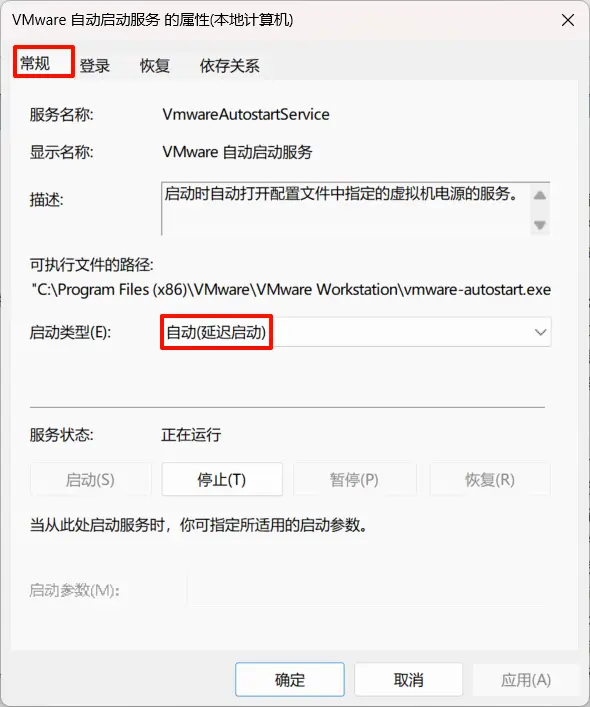 VMware 自动启动服务 的属性(本地计算机)
常规 登录 恢复 依存关系
服务名称: VmwareAutostartService
显示名称: VMware 自动启动服务
描述: 启动时自动打开配置文件中指定的虚拟机电源的服务。
可执行文件的路径:
"C:\Program Files (x86)\VMware\VMware Workstation\vmware-autostart.exe
启动类型(E): 自动(延迟启动)
服务状态: 正在运行
启动(S) 停止(T) 暂停(P) 恢复(R)
当从此处启动服务时，你可指定所适用的启动参数。
启动参数(M):
确定 取消 应用(A)